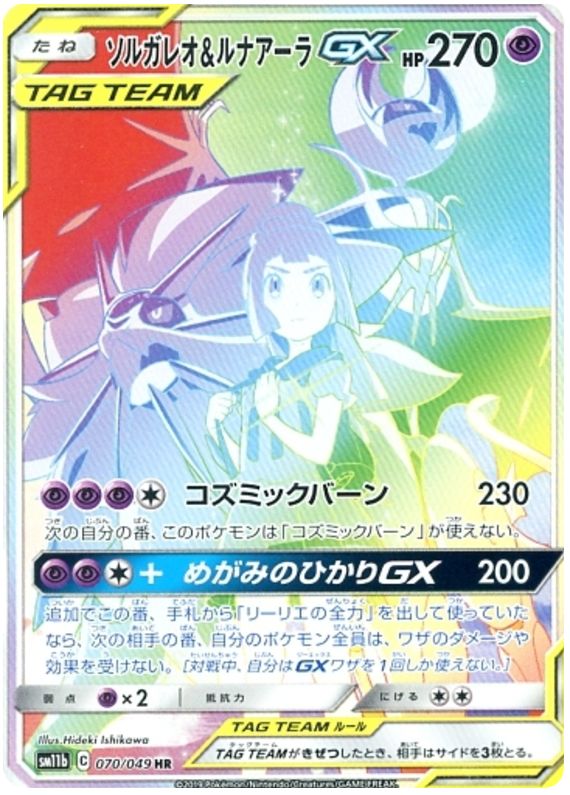 たね ソルガレオ&ルナアーラGX HP270
TAG TEAM
コズミックバーン 230
次の自分の番、このポケモンは「コズミックバーン」が使えない。
+ めがみのひかりGX 200
追加でこの番、手札から「リーリエの全力」を出して使っていた
なら、次の相手の番、自分のポケモン全員は、ワザのダメージや
効果を受けない。[対戦中、自分はGXワザを1回しか使えない。]
弱点 ×2 抵抗力 にげる
Illus.Hideki Ishikawa
TAG TEAM ルール
sm11b C 070/049 HR
TAG TEAMがきぜつしたとき、相手はサイドを3枚とる。
©2019 Pokémon/Nintendo/Creatures/GAME FREAK.